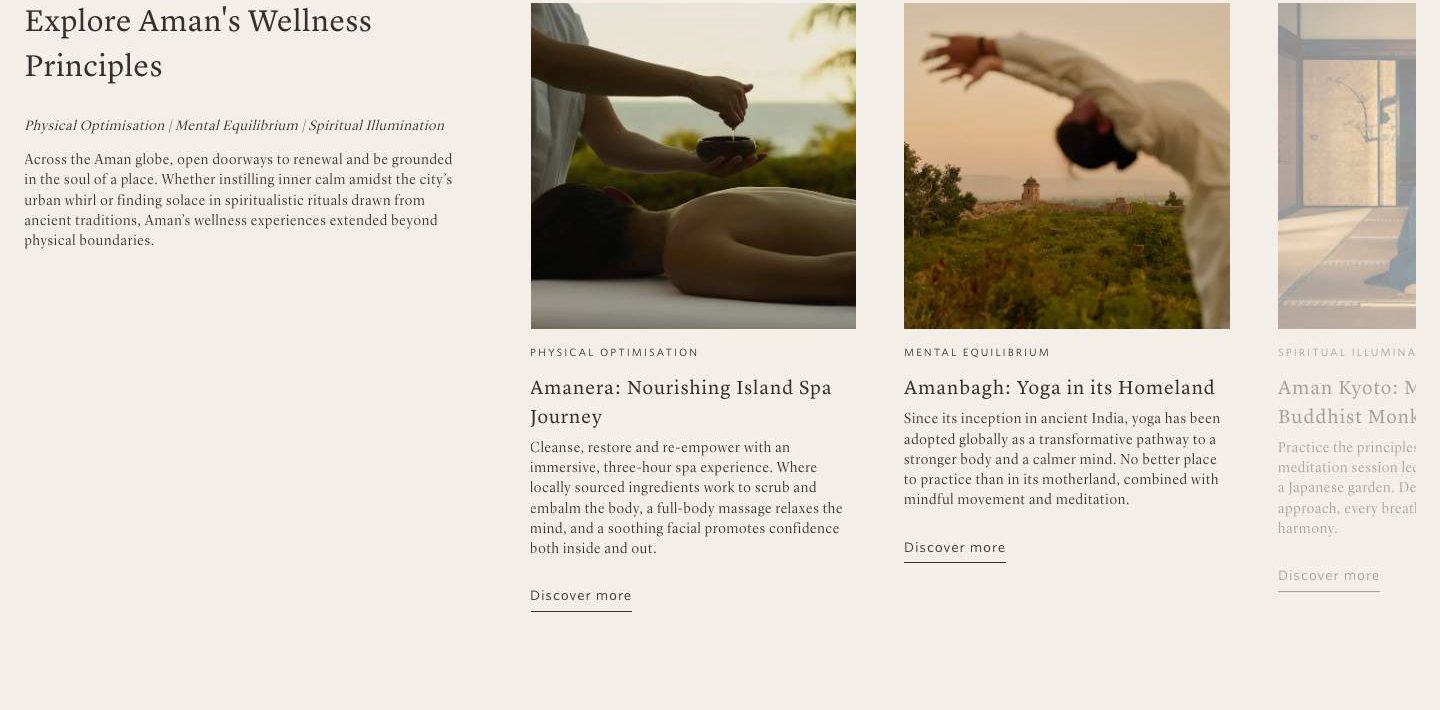 Explore Aman's Wellness
Principles
Physical Optimisation | Mental Equilibrium | Spiritual Illumination
Across the Aman globe, open doorways to renewal and be grounded
in the soul of a place. Whether instilling inner calm amidst the city's
urban whirl or finding solace in spiritualistic rituals drawn from
ancient traditions, Aman's wellness experiences extended beyond
physical boundaries.
PHYSICAL OPTIMISATION
Amanera: Nourishing Island Spa
Journey
Cleanse, restore and re-empower with an
immersive, three-hour spa experience. Where
locally sourced ingredients work to scrub and
embalm the body, a full-body massage relaxes the
mind, and a soothing facial promotes confidence
both inside and out.
Discover more
MENTAL EQUILIBRIUM
Amanbagh: Yoga in its Homeland
Since its inception in ancient India, yoga has been
adopted globally as a transformative pathway to a
stronger body and a calmer mind. No better place
to practice than in its motherland, combined with
mindful movement and meditation.
Discover more
SPIRITUAL
Aman Kyoto:
Buddhist
Practice the principles
meditation session
a Japanese garden.
approach, every
harmony.
Discover more